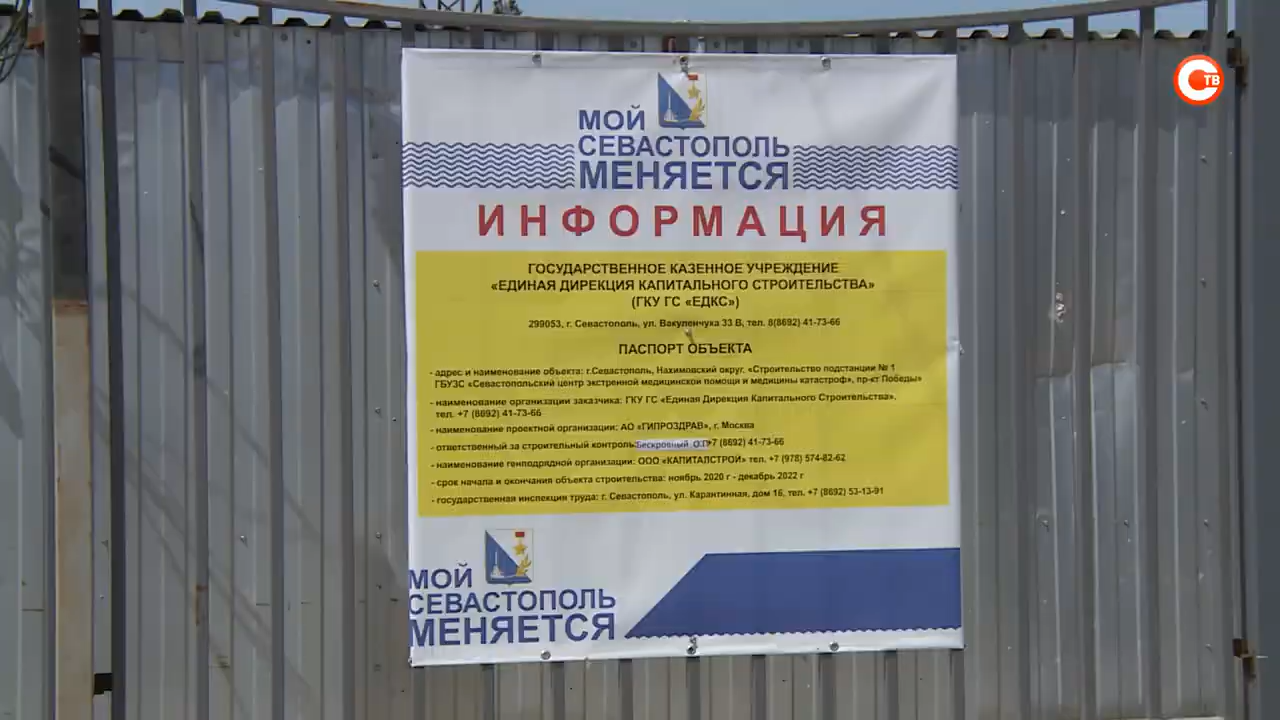 СТВ
МОЙ
СЕВАСТОПОЛЬ
МЕНЯЕТСЯ
ИНФОРМАЦИЯ
ГОСУДАРСТВЕННОЕ КАЗЕННОЕ УЧРЕЖДЕНИЕ
«ЕДИНАЯ ДИРЕКЦИЯ КАПИТАЛЬНОГО СТРОИТЕЛЬСТВА»
(ГКУ ГС «ЕДКС»)
299053, г. Севастополь, ул. Вакуленчука 33 В, тел. 8(8692) 41-73-66
ПАСПОРТ ОБЪЕКТА
- адрес и наименование объекта: г.Севастополь, Нахимовский округ, «Строительство подстанции № 1
ГБУЗС «Севастопольский центр экстренной медицинской помощи и медицины катастроф», пр-кт Победы»
- наименование организации заказчика: ГКУ ГС «Единая Дирекция Капитального Строительства»,
тел. +7 (8692) 41-73-66
- наименование проектной организации: АО «ГИПРОЗДРАВ», г. Москва
- ответственный за строительный контроль: Бескровный О.П +7 (8692) 41-73-66
- наименование генподрядной организации: ООО «КАПИТАЛСТРОЙ» тел. +7 (978) 574-82-62
- срок начала и окончания объекта строительства: ноябрь 2020 г - декабрь 2022 г
- государственная инспекция труда: г. Севастополь, ул. Карантинная, дом 16, тел. +7 (8692) 53-13-91
МОЙ
СЕВАСТОПОЛЬ
МЕНЯЕТСЯ